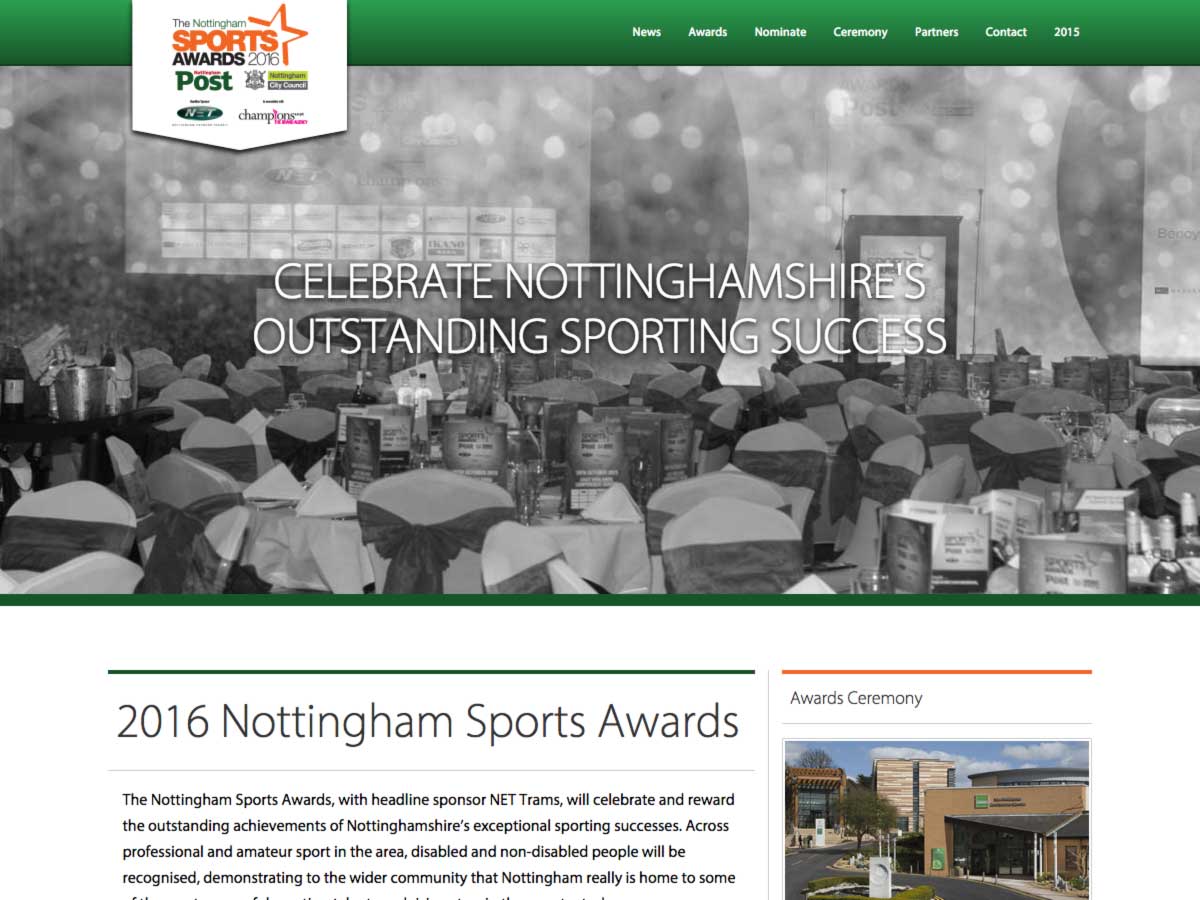 The Nottingham
SPORTS
AWARDS 2016
Nottingham
Post
Nottingham
City Council
NET
champions
News
Awards
Nominate
Ceremony
Partners
Contact
2015
CELEBRATE NOTTINGHAMSHIRE'S
OUTSTANDING SPORTING SUCCESS
2016 Nottingham Sports Awards
The Nottingham Sports Awards, with headline sponsor NET Trams, will celebrate and reward
the outstanding achievements of Nottinghamshire's exceptional sporting successes. Across
professional and amateur sport in the area, disabled and non-disabled people will be
recognised, demonstrating to the wider community that Nottingham really is home to some
Awards Ceremony